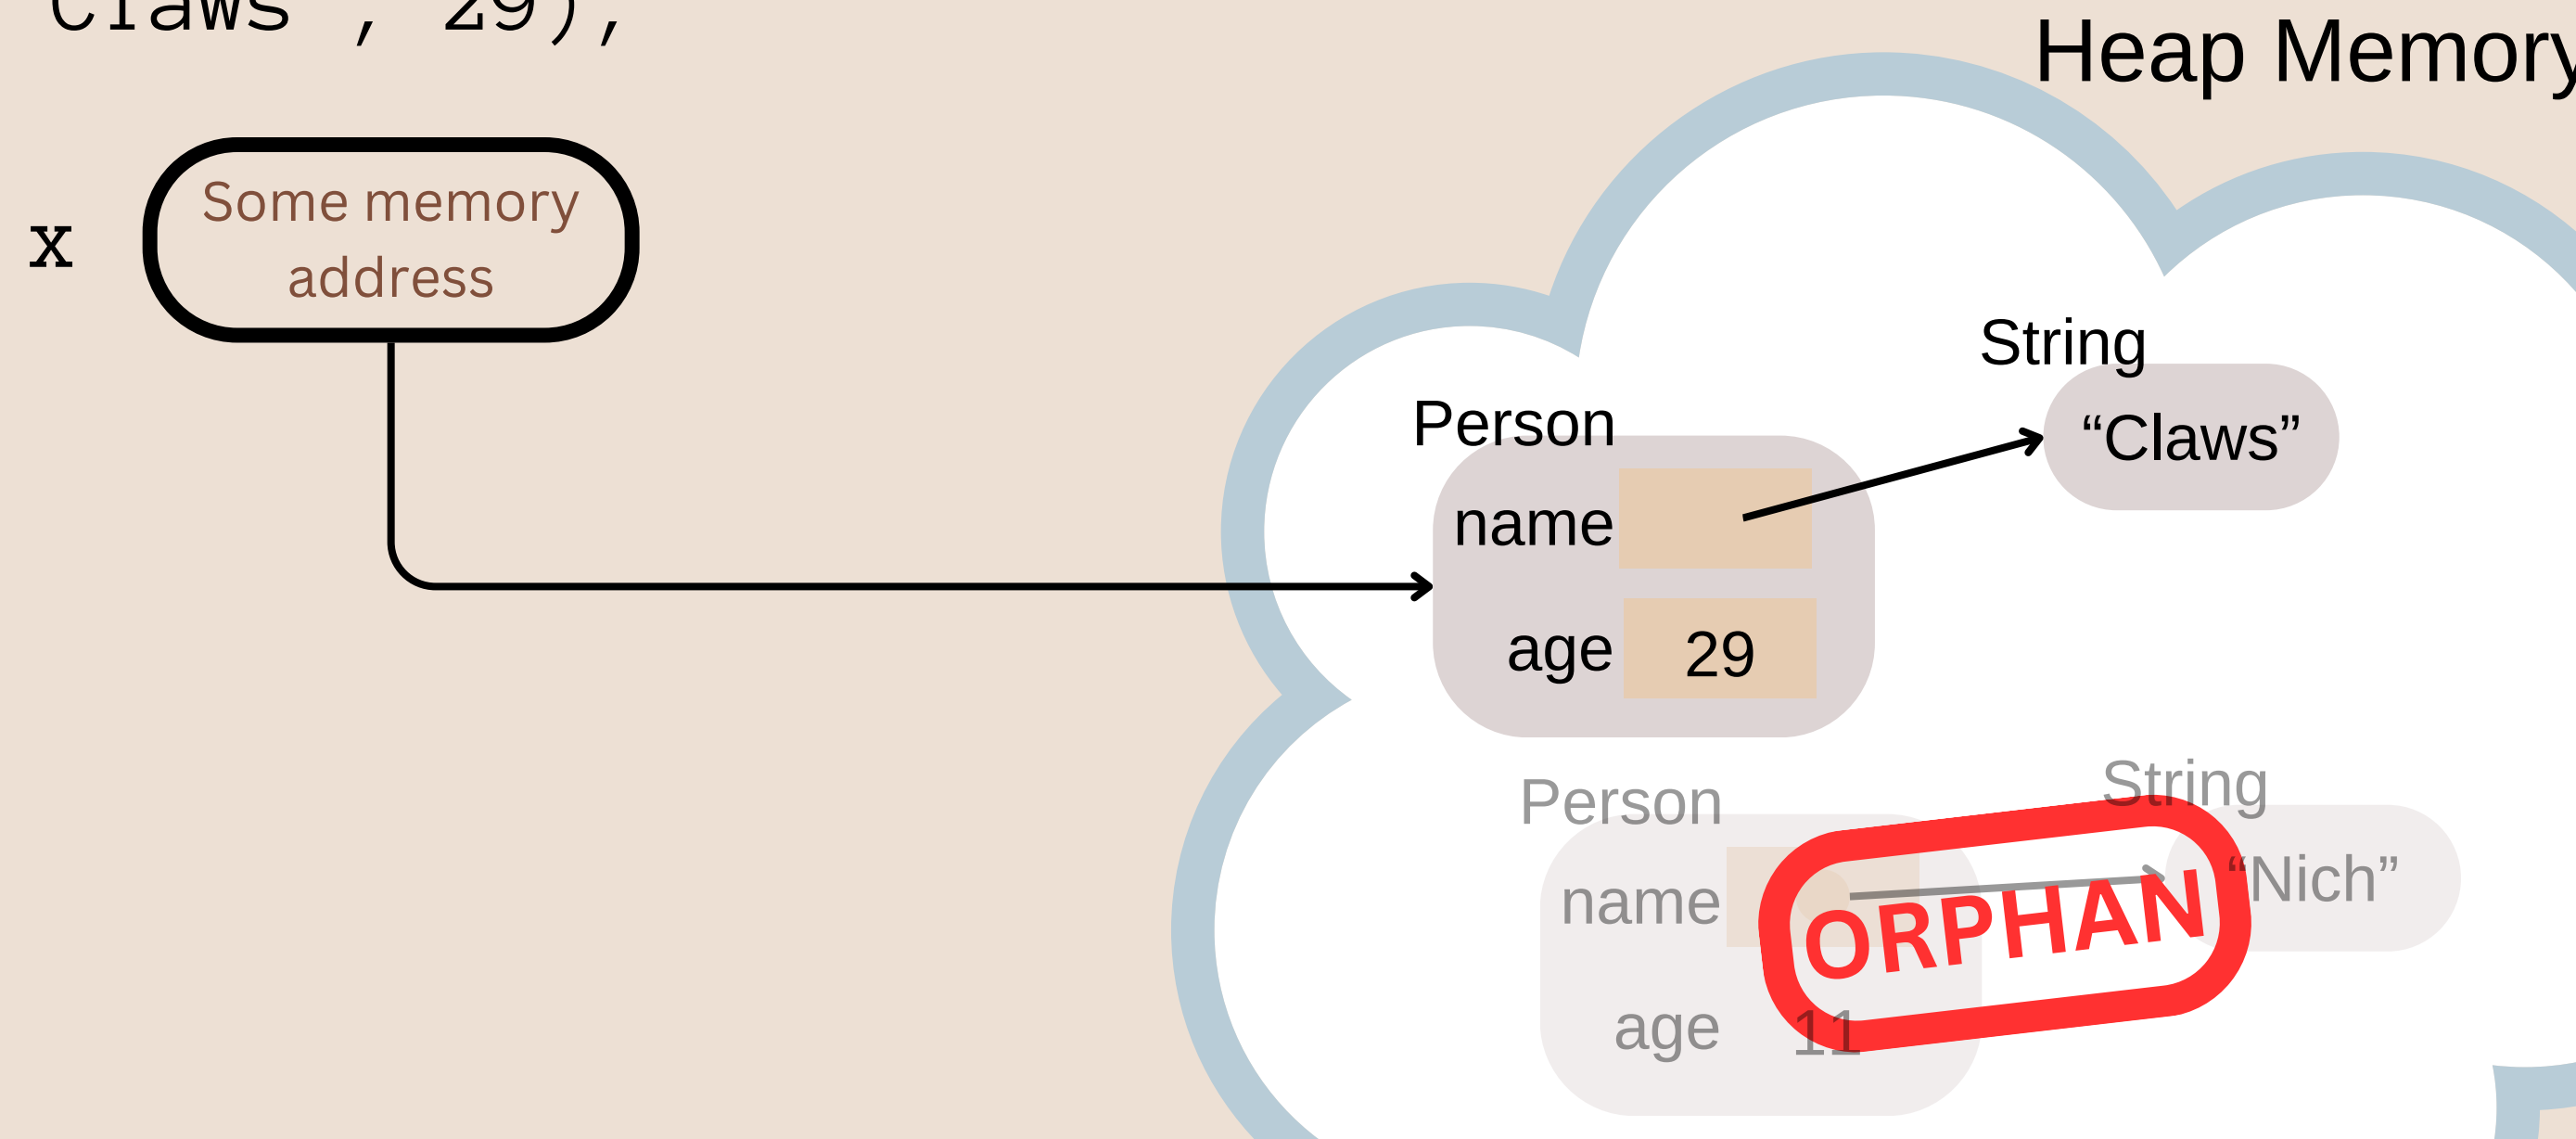 Claws", 29);
Heap Memory
x
Some memory
address
String
“Claws”
Person
name
age 29
Person
String
name
“Nich”
ORPHAN
age 11